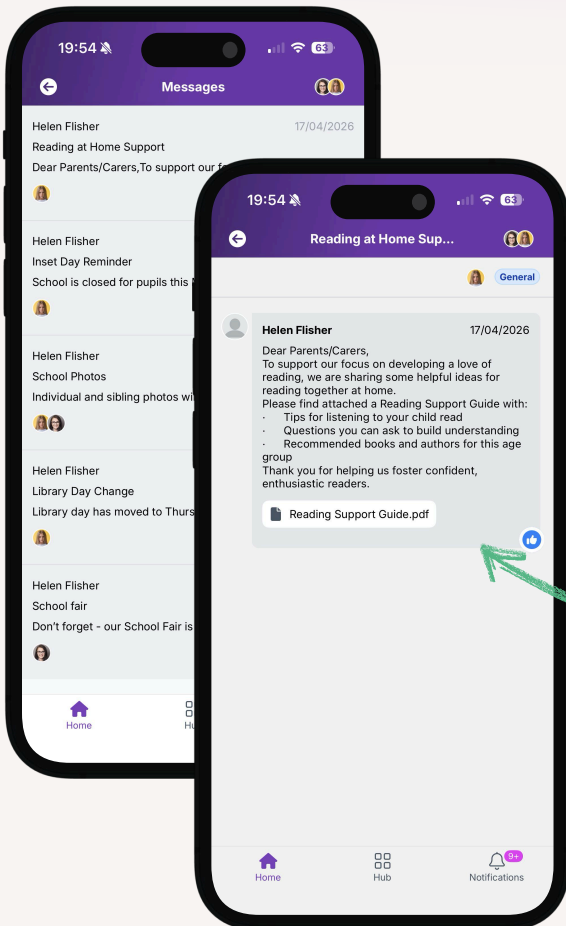 19:54
63
Messages
Helen Flisher
17/04/2026
Reading at Home Support
Dear Parents/Carers,To support our
Helen Flisher
Inset Day Reminder
School is closed for pupils this
Helen Flisher
School Photos
Individual and sibling photos
Helen Flisher
Library Day Change
Library day has moved to
Helen Flisher
School fair
Don't forget - our School Fair is
Home
19:54
63
Reading at Home Sup...
General
Helen Flisher
17/04/2026
Dear Parents/Carers,
To support our focus on developing a love of
reading, we are sharing some helpful ideas for
reading together at home.
Please find attached a Reading Support Guide with:
· Tips for listening to your child read
· Questions you can ask to build understanding
· Recommended books and authors for this age
group
Thank you for helping us foster confident,
enthusiastic readers.
Reading Support Guide.pdf
Home
Hub
9+
Notifications